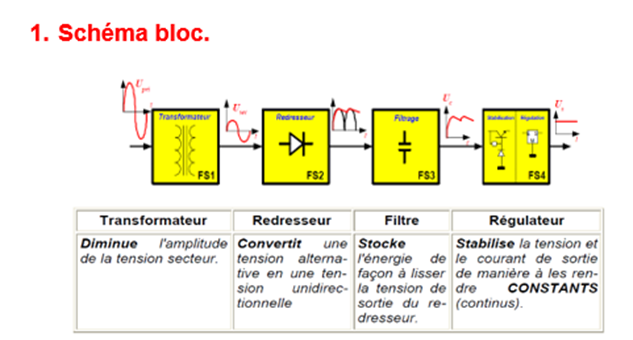 1. Schéma bloc.
Transformateur
Redresseur
Filtrage
Stabilisation
Régulation
FS1
FS2
FS3
FS4
Transformateur Redresseur Filtre Régulateur
Diminue l'amplitude
de la tension secteur.
Convertit une
tension alterna-
tive en une ten-
sion unidirec-
tionnelle
Stocke
l'énergie de
façon à lisser
la tension de
sortie du re-
dresseur.
Stabilise la tension et
le courant de sortie
de manière à les ren-
dre CONSTANTS
(continus).